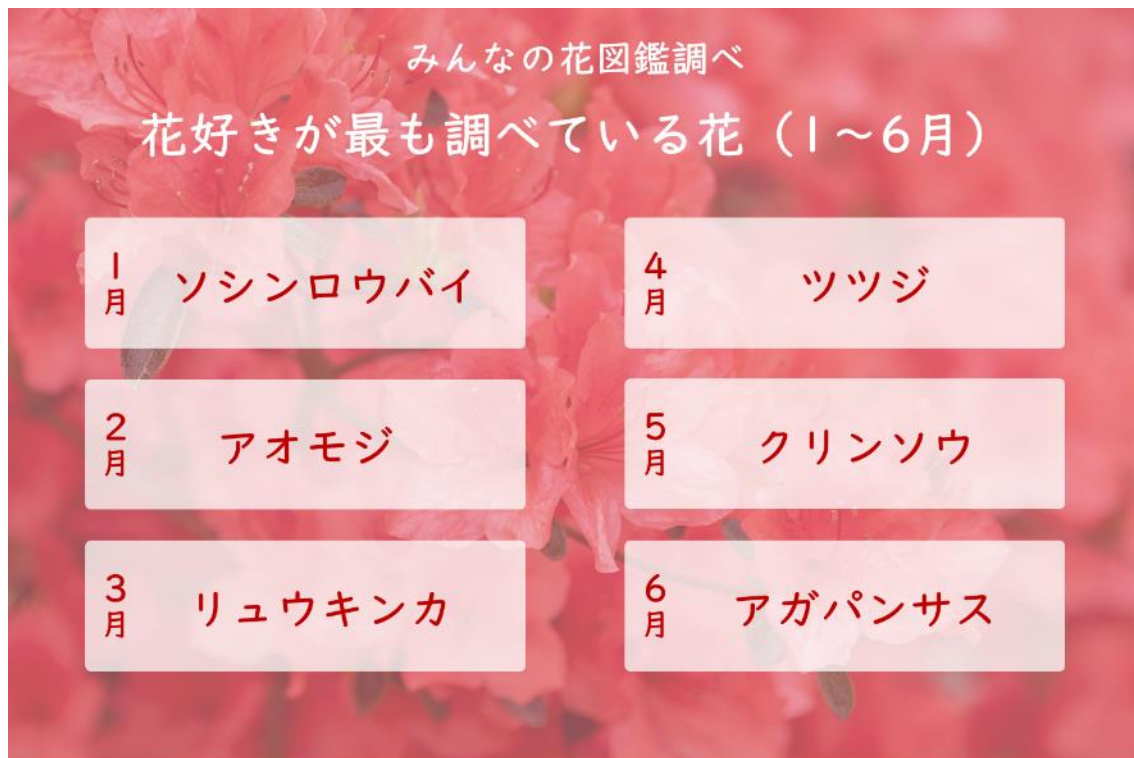 みんなの花図鑑調べ
花好きが最も調べている花（1～6月）
1月 ソシンロウバイ
2月 アオモジ
3月 リュウキンカ
4月 ツツジ
5月 クリンソウ
6月 アガパンサス